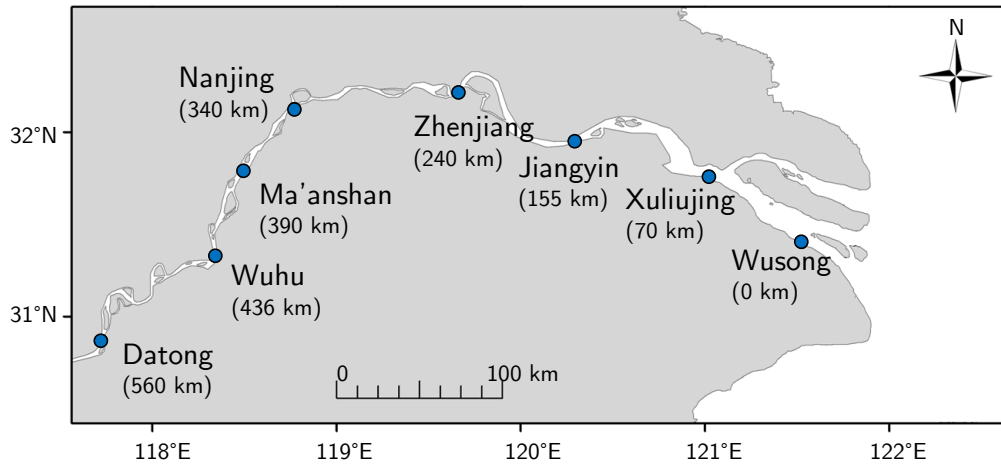 N
Nanjing
(340 km)
32°N
Zhenjiang
(240 km)
Jiangyin
(155 km)
Ma'anshan
(390 km)
Xuliujing
(70 km)
Wuhu
(436 km)
Wusong
(0 km)
31°N
Datong
(560 km)
0 100 km
118°E 119°E 120°E 121°E 122°E